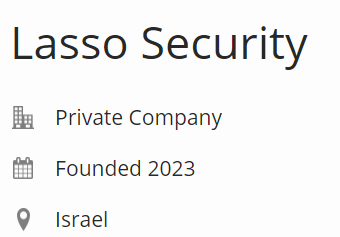 Lasso Security
Private Company
Founded 2023
Israel